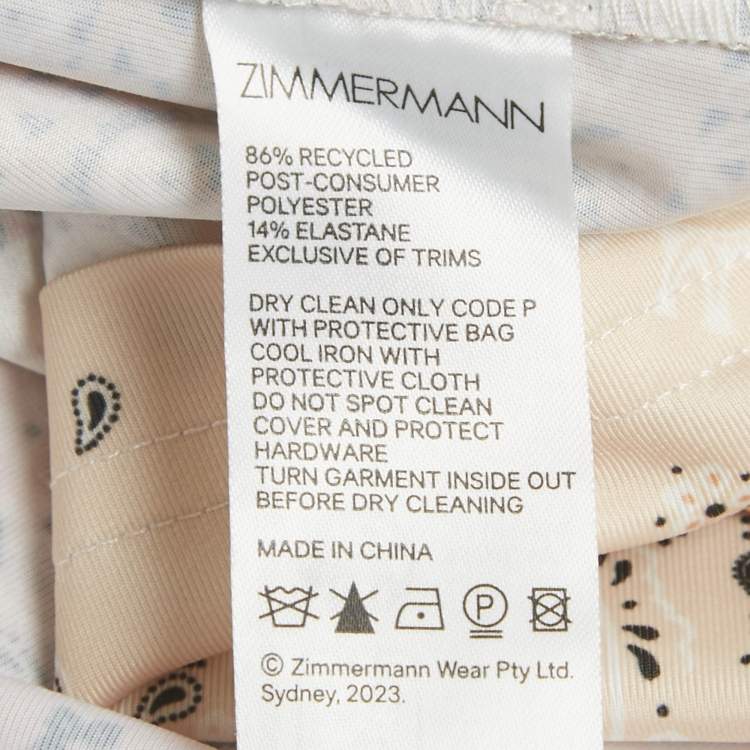 ZIMMERMANN
86% RECYCLED
POST-CONSUMER
POLYESTER
14% ELASTANE
EXCLUSIVE OF TRIMS
DRY CLEAN ONLY CODE P
WITH PROTECTIVE BAG
COOL IRON WITH
PROTECTIVE CLOTH
DO NOT SPOT CLEAN
COVER AND PROTECT
HARDWARE
TURN GARMENT INSIDE OUT
BEFORE DRY CLEANING
MADE IN CHINA
P
© Zimmermann Wear Pty Ltd.
Sydney, 2023.